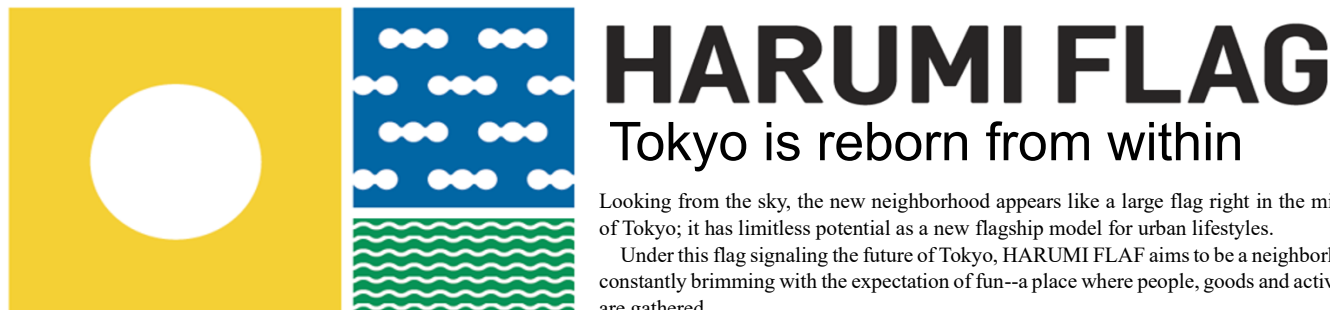 HARUMI FLAG
Tokyo is reborn from within
Looking from the sky, the new neighborhood appears like a large flag right in the
of Tokyo; it has limitless potential as a new flagship model for urban lifestyles.
Under this flag signaling the future of Tokyo, HARUMI FLAF aims to be a
constantly brimming with the expectation of fun--a place where people, goods and
are gathered